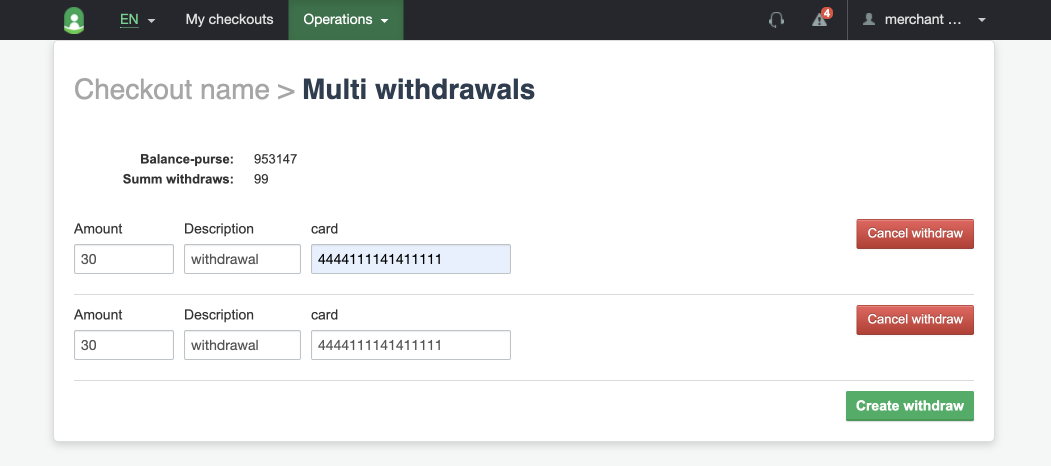 EN My checkouts Operations 4 merchant ...
Checkout name > Multi withdrawals
Balance-purse: 953147
Summ withdraws: 99
Amount Description card Cancel withdraw
30 withdrawal 4444111141411111
Amount Description card Cancel withdraw
30 withdrawal 4444111141411111
Create withdraw